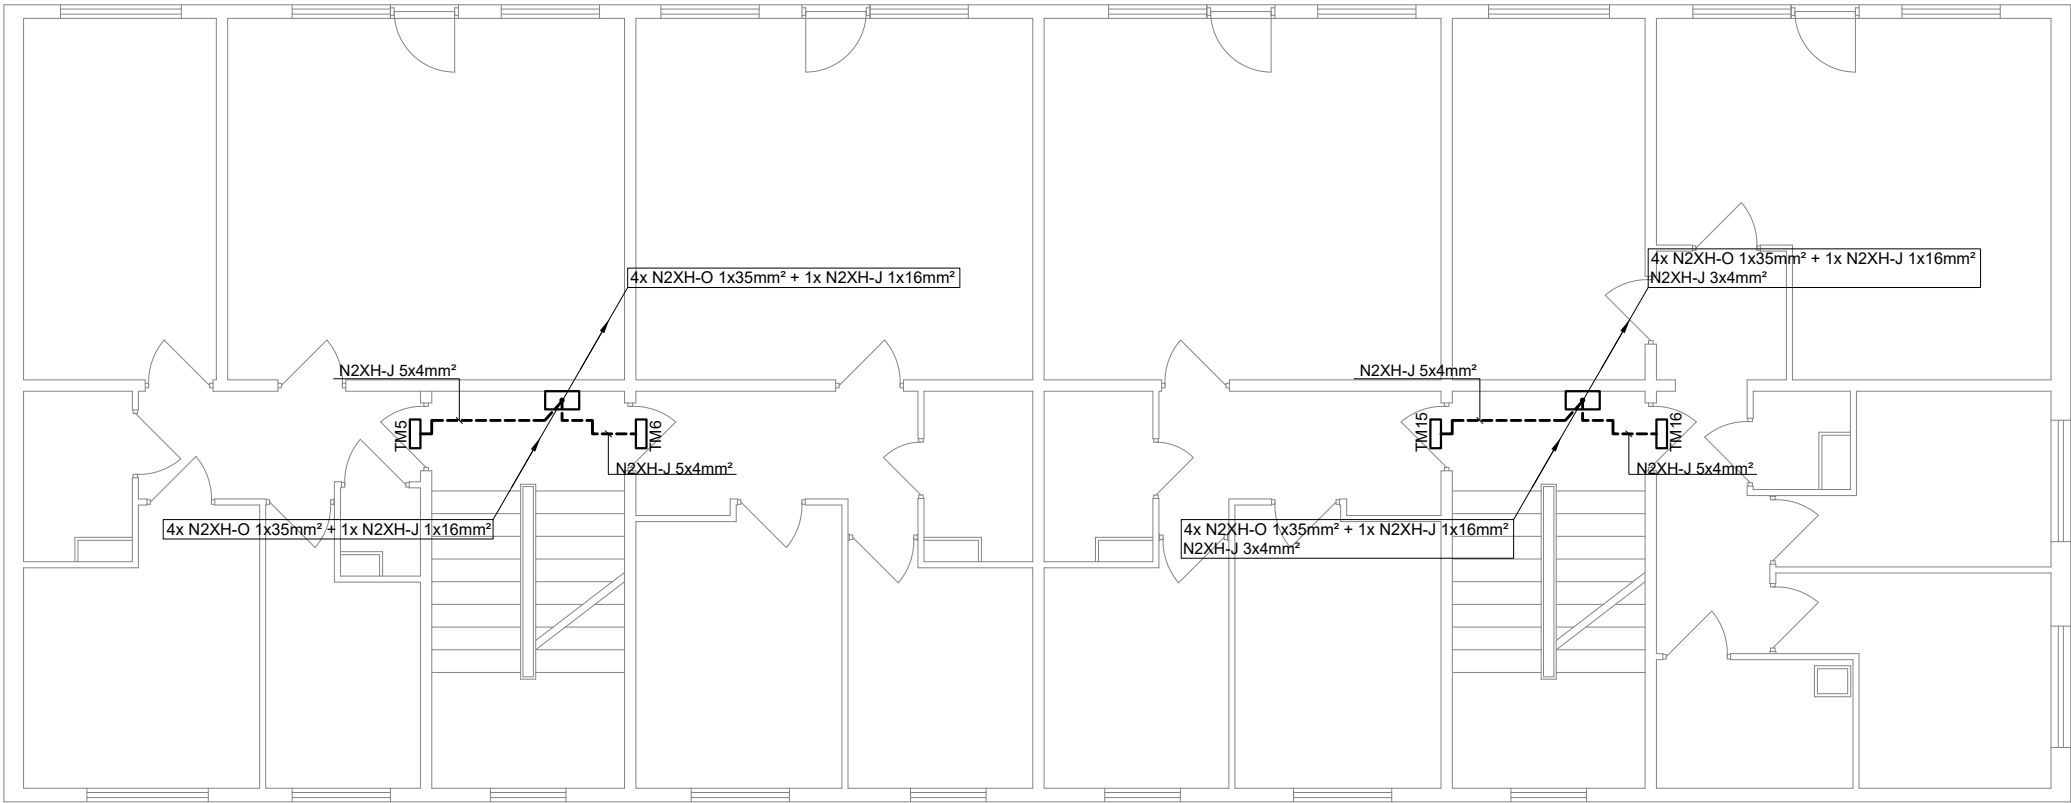 4x N2XH-O 1x35mm² + 1x N2XH-J 1x16mm²
4x N2XH-O 1x35mm² + 1x N2XH-J 1x16mm²
N2XH-J 3x4mm²
N2XH-J 5x4mm²
N2XH-J 5x4mm²
TM5
TM6
TM15
TM16
N2XH-J 5x4mm²
N2XH-J 5x4mm²
4x N2XH-O 1x35mm² + 1x N2XH-J 1x16mm²
4x N2XH-O 1x35mm² + 1x N2XH-J 1x16mm²
N2XH-J 3x4mm²